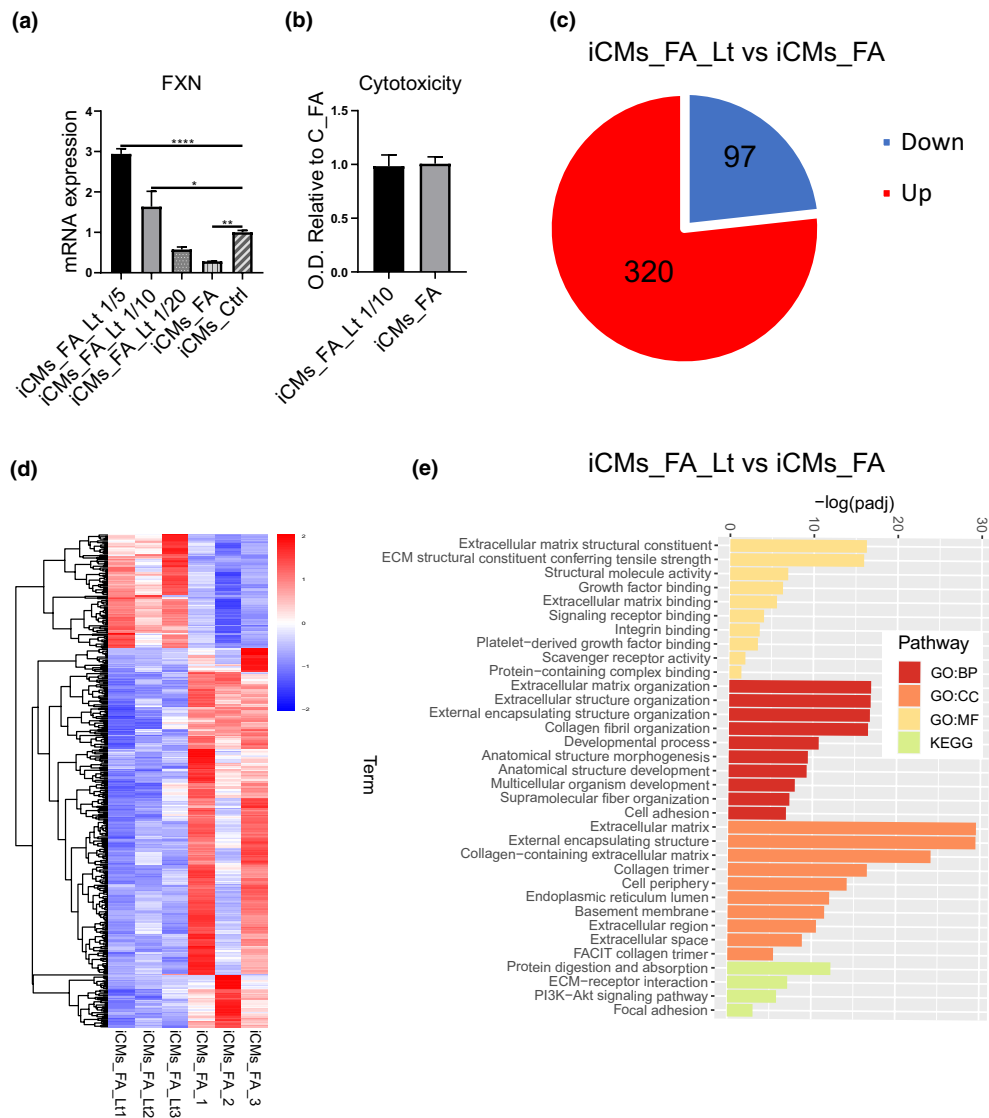 (a)
FXN
mRNA expression
4
3
2
1
0
****
*
**
iCMs_FA_Lt 1/5
iCMs_FA_Lt 1/10
iCMs_FA_Lt 1/20
iCMs_FA
iCMs_Ctrl
(b)
Cytotoxicity
O.D. Relative to C_FA
1.5
1.0
0.5
0.0
iCMs_FA_Lt 1/10
iCMs_FA
(c)
iCMs_FA_Lt vs iCMs_FA
97
320
Down
Up
(d)
2
1
0
−1
−2
iCMs_FA_Lt1
iCMs_FA_Lt2
iCMs_FA_Lt3
iCMs_FA_1
iCMs_FA_2
iCMs_FA_3
(e)
iCMs_FA_Lt vs iCMs_FA
−log(padj)
0
10
20
30
Term
Extracellular matrix structural constituent
ECM structural constituent conferring tensile strength
Structural molecule activity
Growth factor binding
Extracellular matrix binding
Signaling receptor binding
Integrin binding
Platelet−derived growth factor binding
Scavenger receptor activity
Protein−containing complex binding
Extracellular matrix organization
Extracellular structure organization
External encapsulating structure organization
Collagen fibril organization
Developmental process
Anatomical structure morphogenesis
Anatomical structure development
Multicellular organism development
Supramolecular fiber organization
Cell adhesion
Extracellular matrix
External encapsulating structure
Collagen−containing extracellular matrix
Collagen trimer
Cell periphery
Endoplasmic reticulum lumen
Basement membrane
Extracellular region
Extracellular space
FACIT collagen trimer
Protein digestion and absorption
ECM−receptor interaction
PI3K−Akt signaling pathway
Focal adhesion
Pathway
GO:BP
GO:CC
GO:MF
KEGG